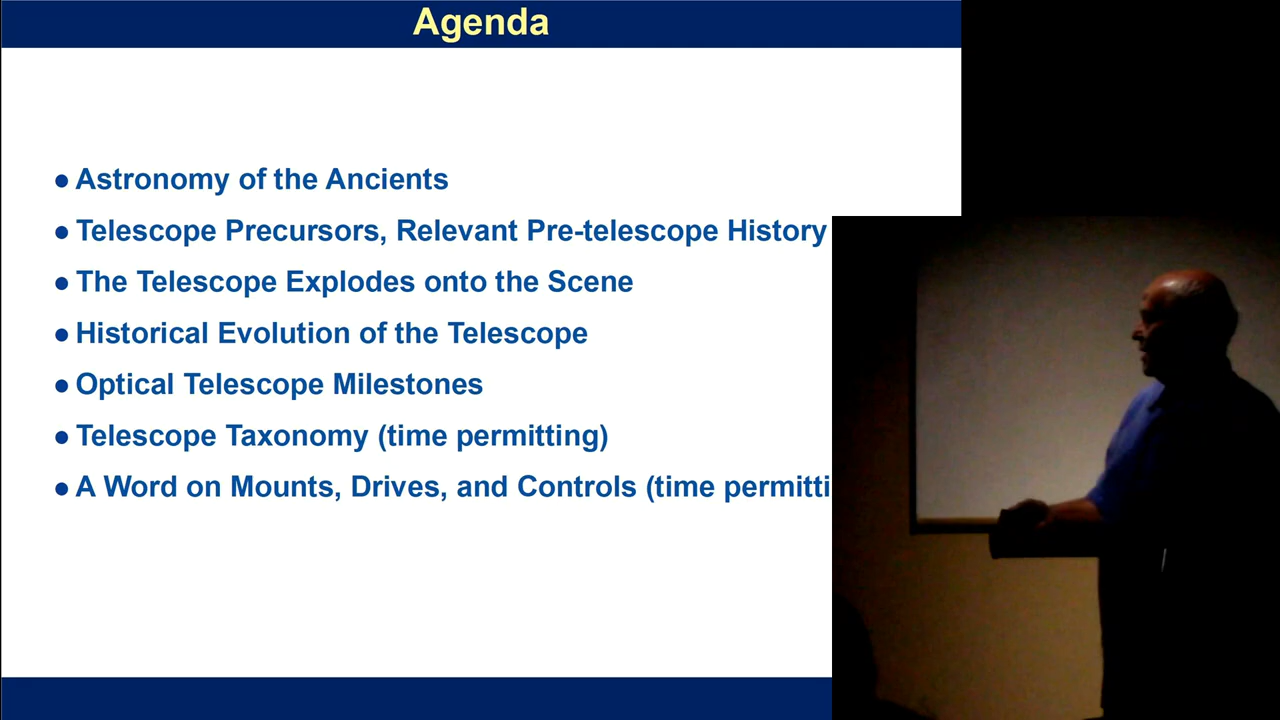 Agenda
● Astronomy of the Ancients
● Telescope Precursors, Relevant Pre-telescope History
● The Telescope Explodes onto the Scene
● Historical Evolution of the Telescope
● Optical Telescope Milestones
● Telescope Taxonomy (time permitting)
● A Word on Mounts, Drives, and Controls (time permitti